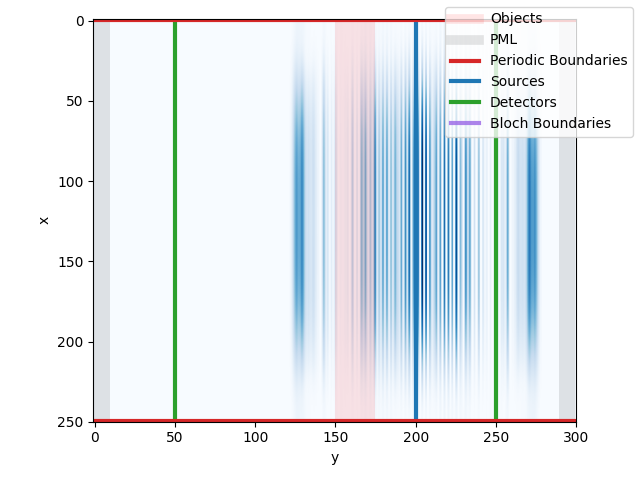 Objects
PML
Periodic Boundaries
Sources
Detectors
Bloch Boundaries
0
50
100
150
200
250
x
0 50 100 150 200 250 300
y